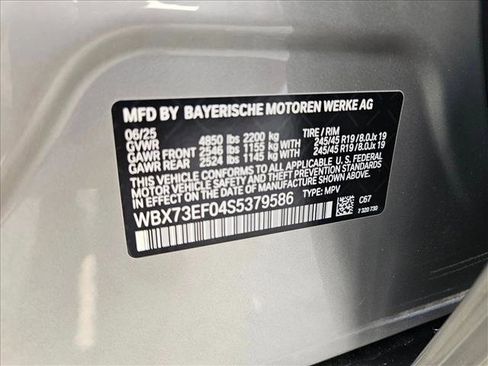 MFD BY BAYERISCHE MOTOREN WERKE AG
06/25 TIRE / RIM
GVWR 4850 lbs 2200 kg
GAWR FRONT 2546 lbs 1155 kg 245/45 R19 / 8.0Jx 19
GAWR REAR 2524 lbs 1145 kg 245/45 R19 / 8.0Jx 19
THIS VEHICLE CONFORMS TO ALL APPLICABLE U.S. FEDERAL
MOTOR VEHICLE SAFETY
THEFT PREVENTION STANDARDS IN EFFECT ON THE DATE OF MANUFACTURE SHOWN ABOVE.
WBX73EF04S5379586 TYPE: MPV
C67
7 320 730